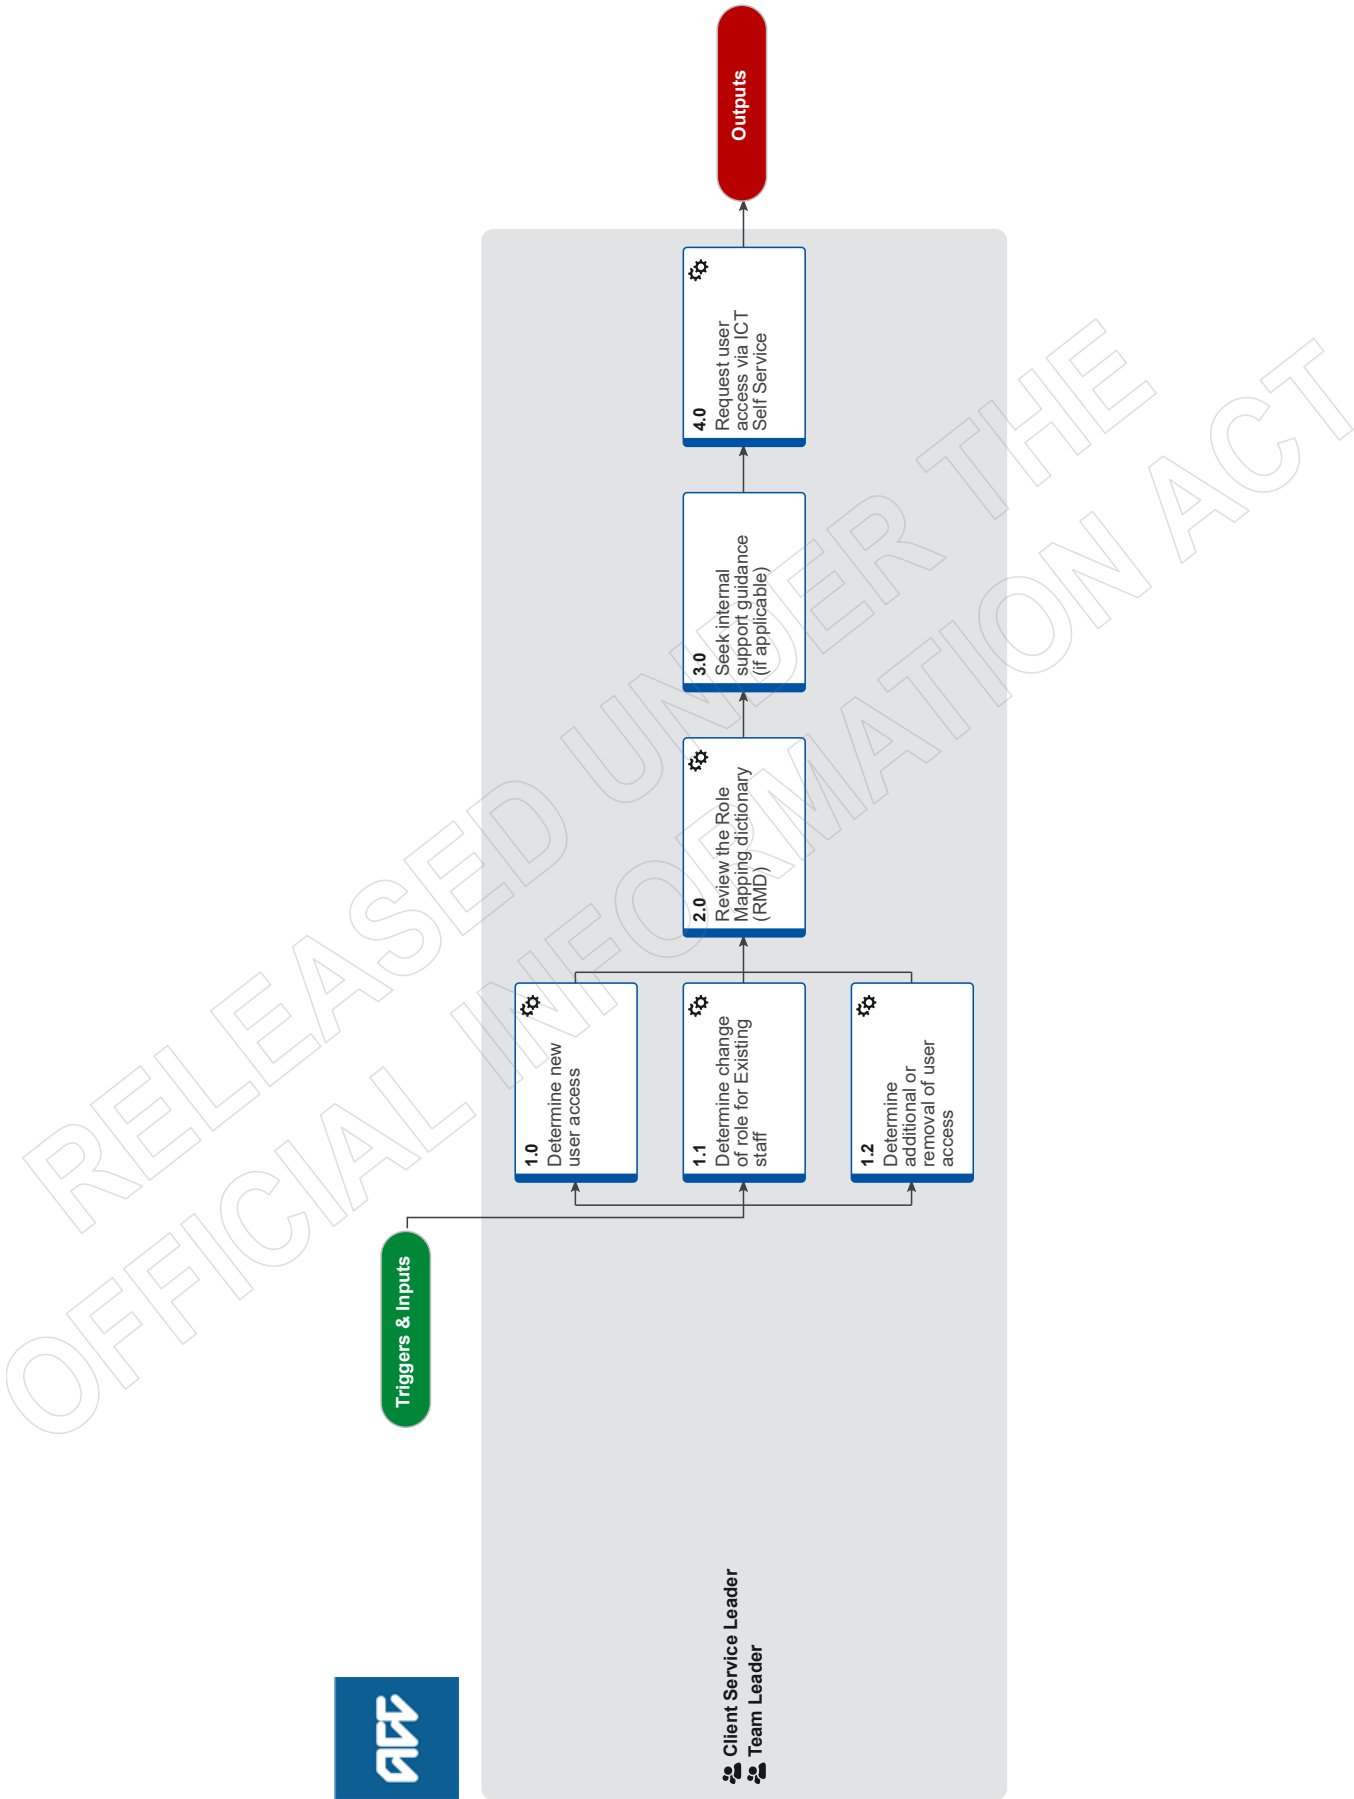 acc
Client Service Leader
Team Leader
Triggers & Inputs
1.0
Determine new
user access
1.1
Determine change
of role for Existing
staff
1.2
Determine
additional or
removal of user
access
2.0
Review the Role
Mapping dictionary
(RMD)
3.0
Seek internal
support guidance
(if applicable)
4.0
Request user
access via ICT
Self Service
Outputs
RELEASED UNDER THE
OFFICIAL INFORMATION ACT